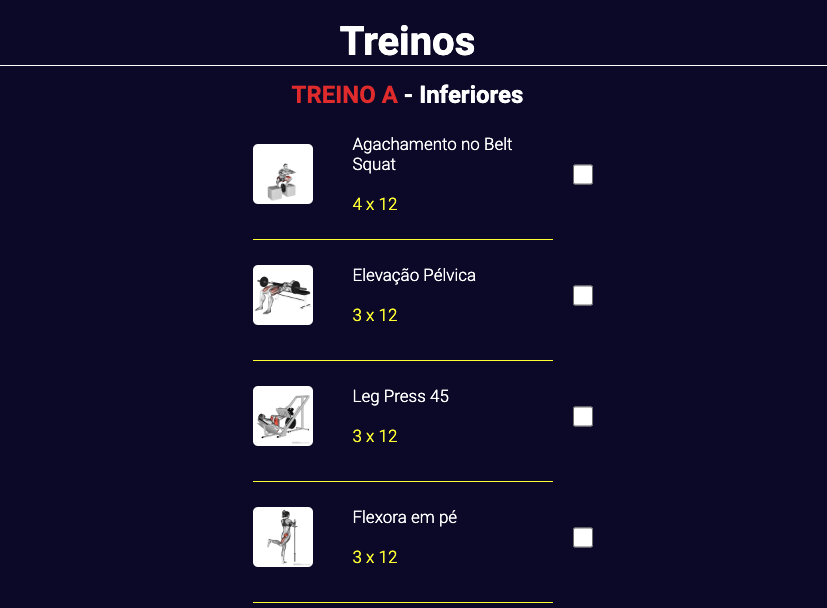 Treinos
TREINO A - Inferiores
Agachamento no Belt
Squat
4 x 12
Elevação Pélvica
3 x 12
Leg Press 45
3 x 12
Flexora em pé
3 x 12